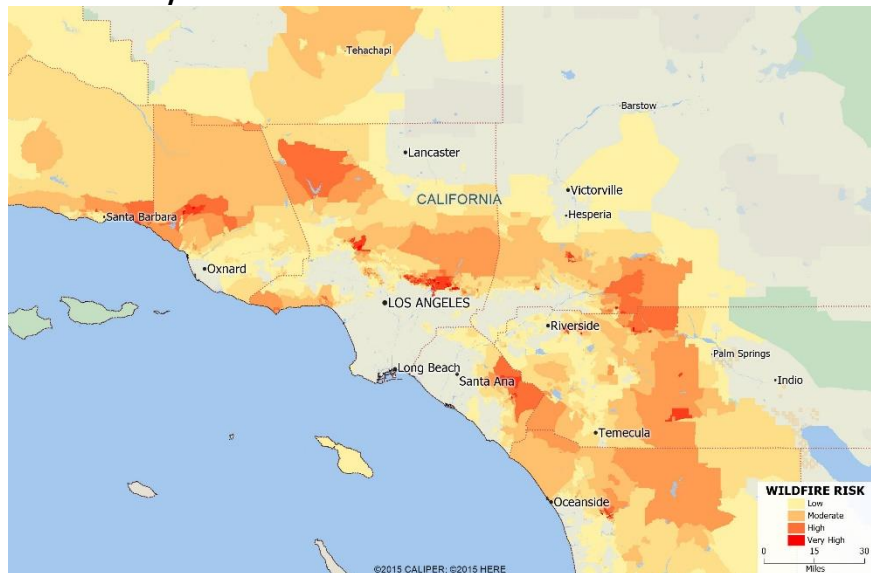 Tehachapi
Barstow
Lancaster
CALIFORNIA
Victorville
Hesperia
Santa Barbara
Oxnard
LOS ANGELES
Riverside
Palm Springs
Indio
Long Beach
Santa Ana
Temecula
Oceanside
WILDFIRE RISK
Low
Moderate
High
Very High
0 15 30
Miles
©2015 CALIPER; ©2015 HERE